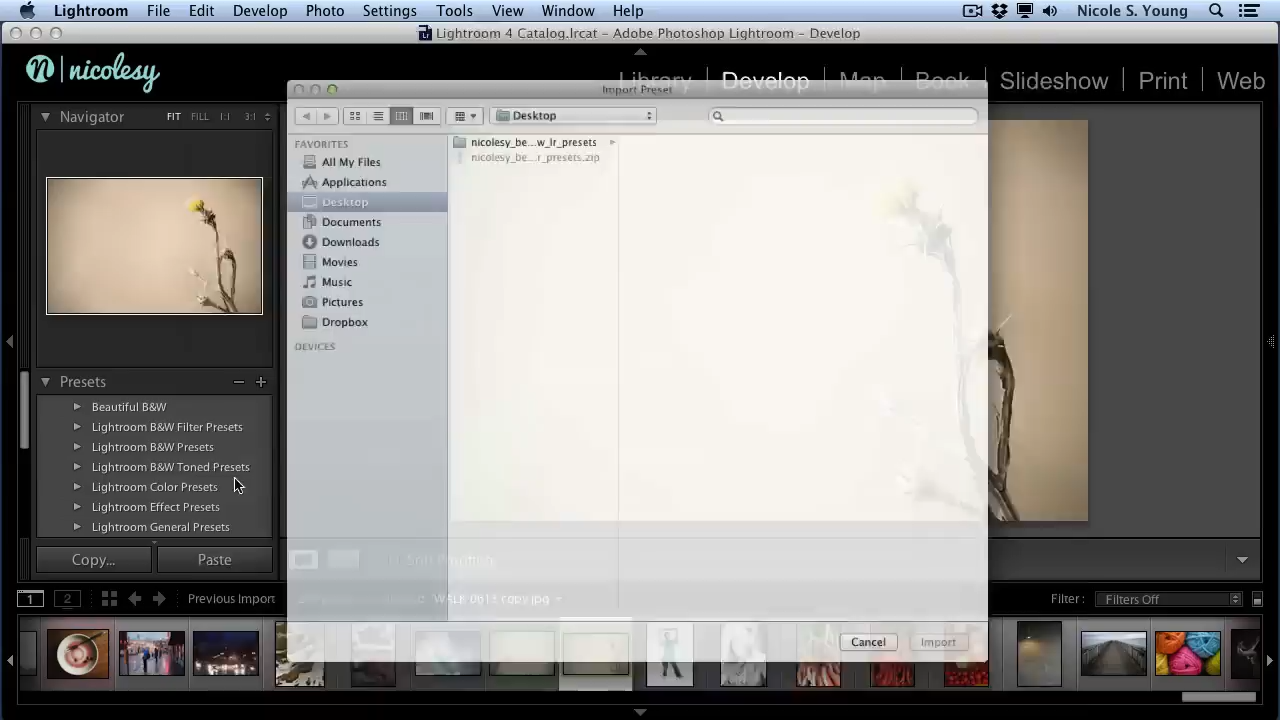 Lightroom File Edit Develop Photo Settings Tools View Window Help Nicole S. Young
Lightroom 4 Catalog.lrcat - Adobe Photoshop Lightroom - Develop
n | nicolesy
Library | Develop | Map | Book | Slideshow | Print | Web
Import Preset
Navigator FIT FILL 1:1 3:1
Desktop
FAVORITES
All My Files
Applications
Desktop
Documents
Downloads
Movies
Music
Pictures
Dropbox
DEVICES
nicolesy_be...w_lr_presets
nicolesy_be...r_presets.zip
Presets
Beautiful B&W
Lightroom B&W Filter Presets
Lightroom B&W Presets
Lightroom B&W Toned Presets
Lightroom Color Presets
Lightroom Effect Presets
Lightroom General Presets
Copy... Paste
Soft Proofing
1 2 Previous Import copy.jpg Filter : Filters Off
Cancel Import